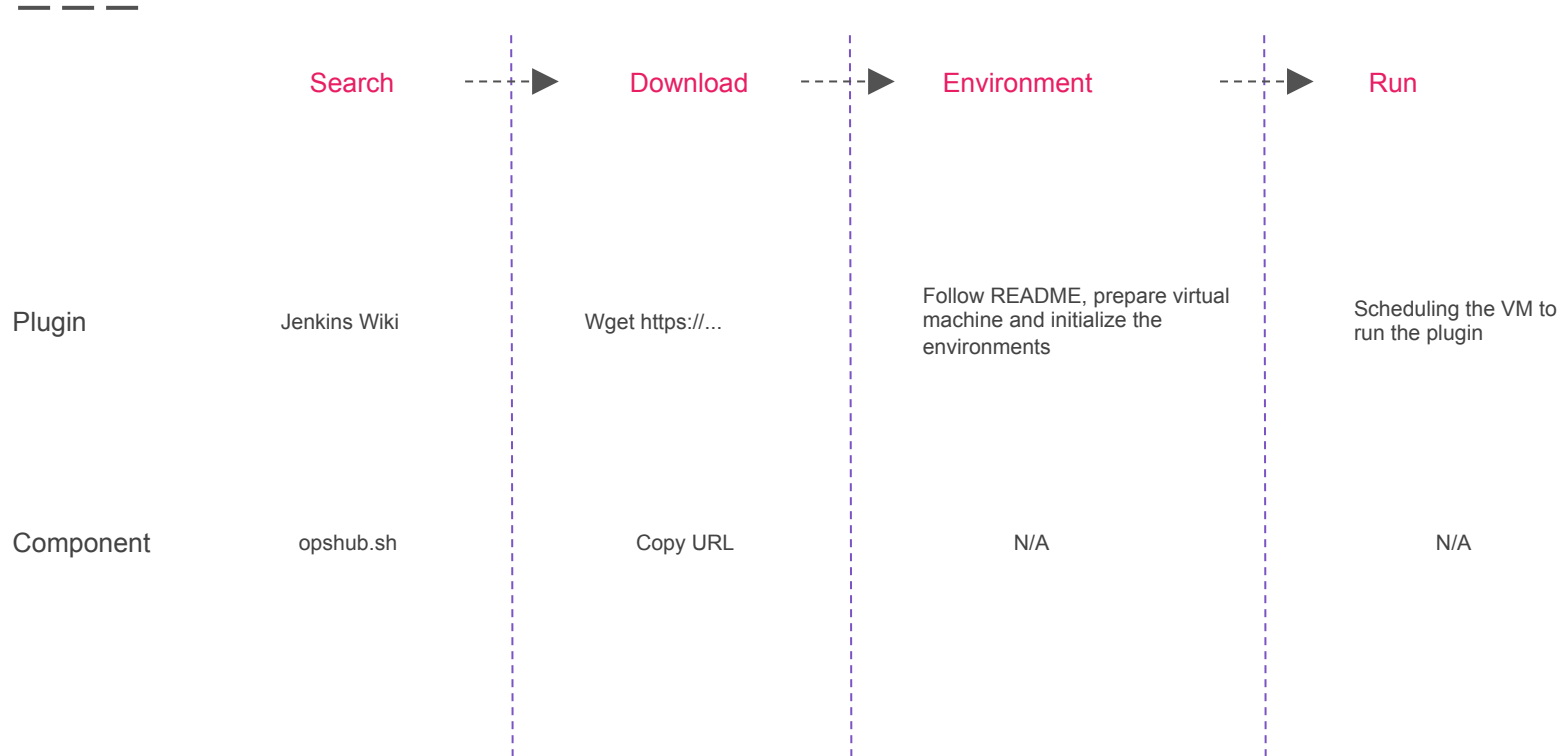 Search
Download
Environment
Run
Plugin
Jenkins Wiki
Wget https://...
Follow README, prepare virtual
machine and initialize the
environments
Scheduling the VM to
run the plugin
Component
opshub.sh
Copy URL
N/A
N/A